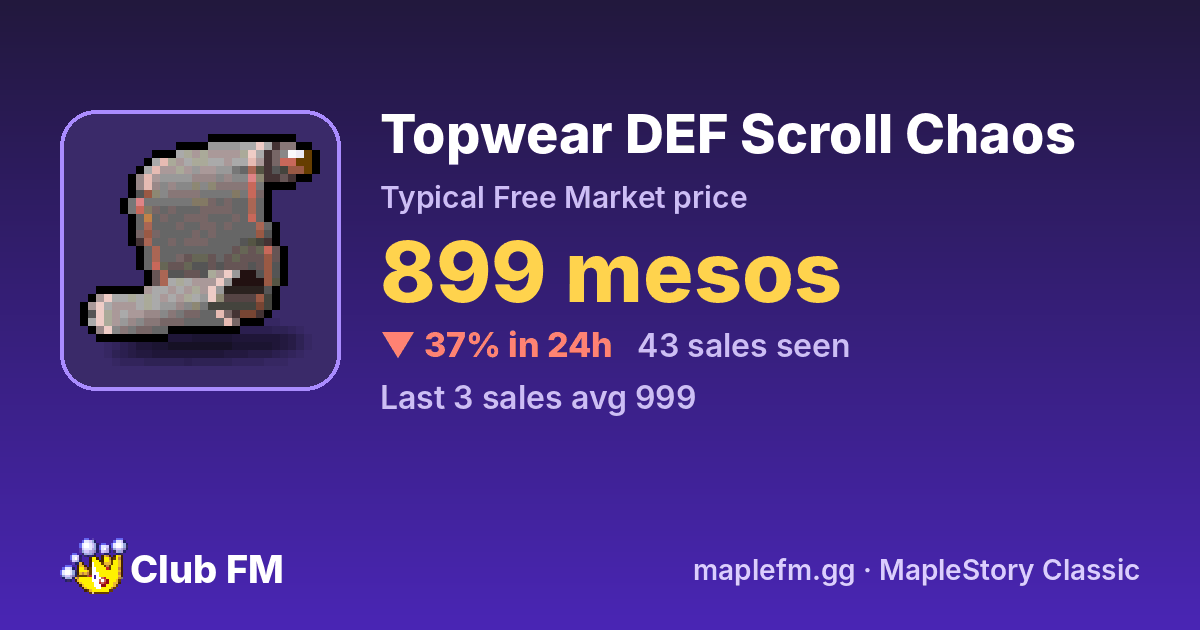 Topwear DEF Scroll Chaos
Typical Free Market price
899 mesos
▼ 37% in 24h 43 sales seen
Last 3 sales avg 999
Club FM
maplefm.gg · MapleStory Classic